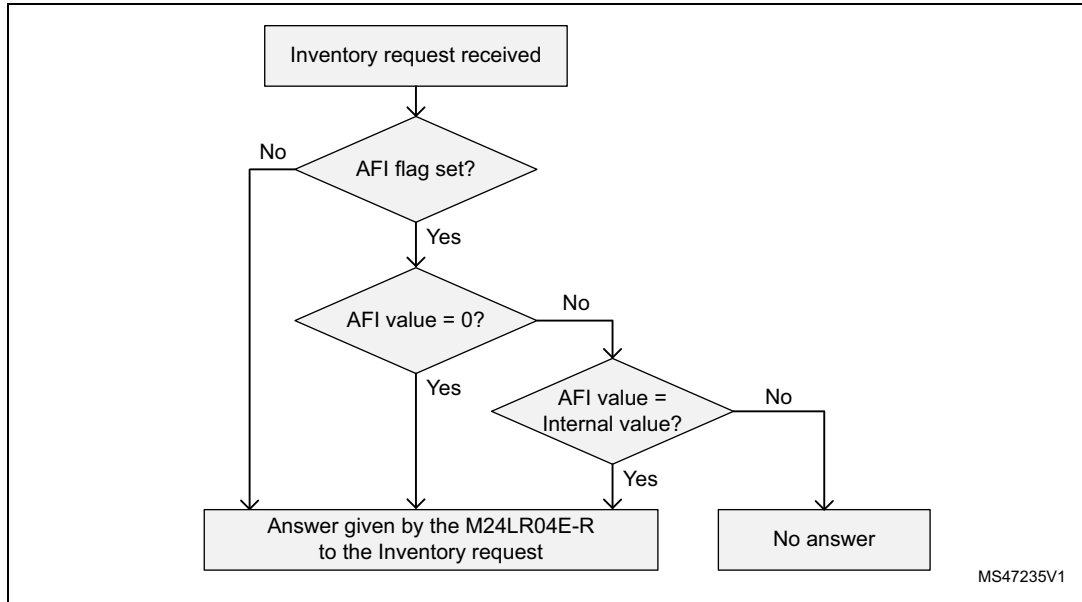 Inventory request received
No
AFI flag set?
Yes
No
AFI value = 0?
Yes
AFI value =
Internal value?
No
Yes
Answer given by the M24LR04E-R
to the Inventory request
No answer
MS47235V1